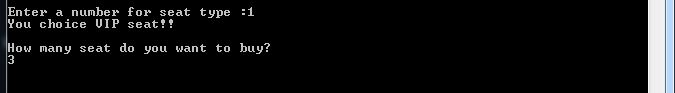 Enter a number for seat type :1
You choice VIP seat!!
How many seat do you want to buy?
3